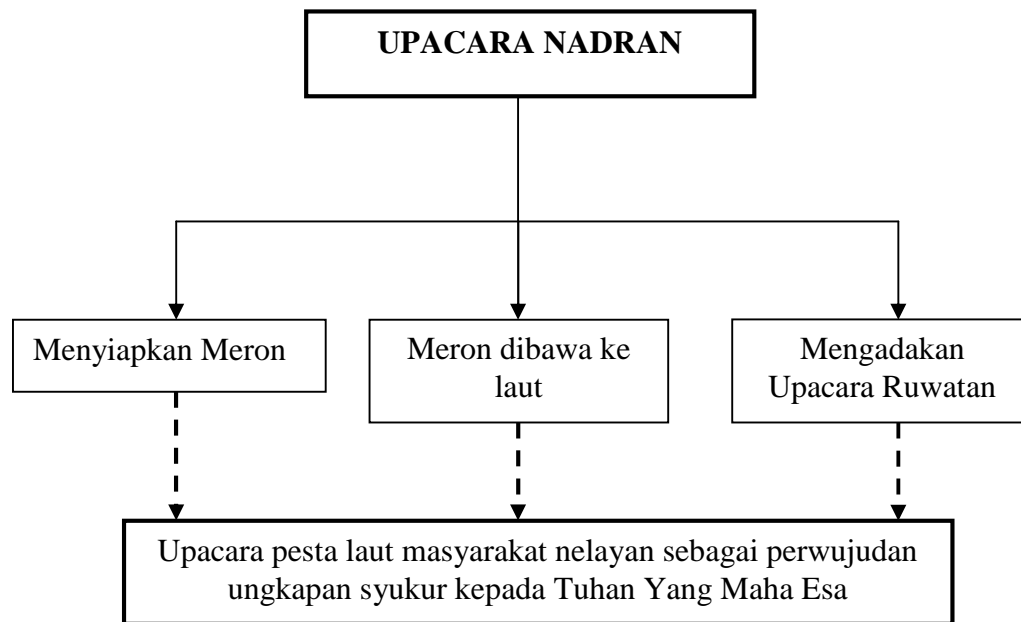 UPACARA NADRAN
Menyiapkan Meron
Meron dibawa ke
laut
Mengadakan
Upacara Ruwatan
Upacara pesta laut masyarakat nelayan sebagai perwujudan
ungkapan syukur kepada Tuhan Yang Maha Esa